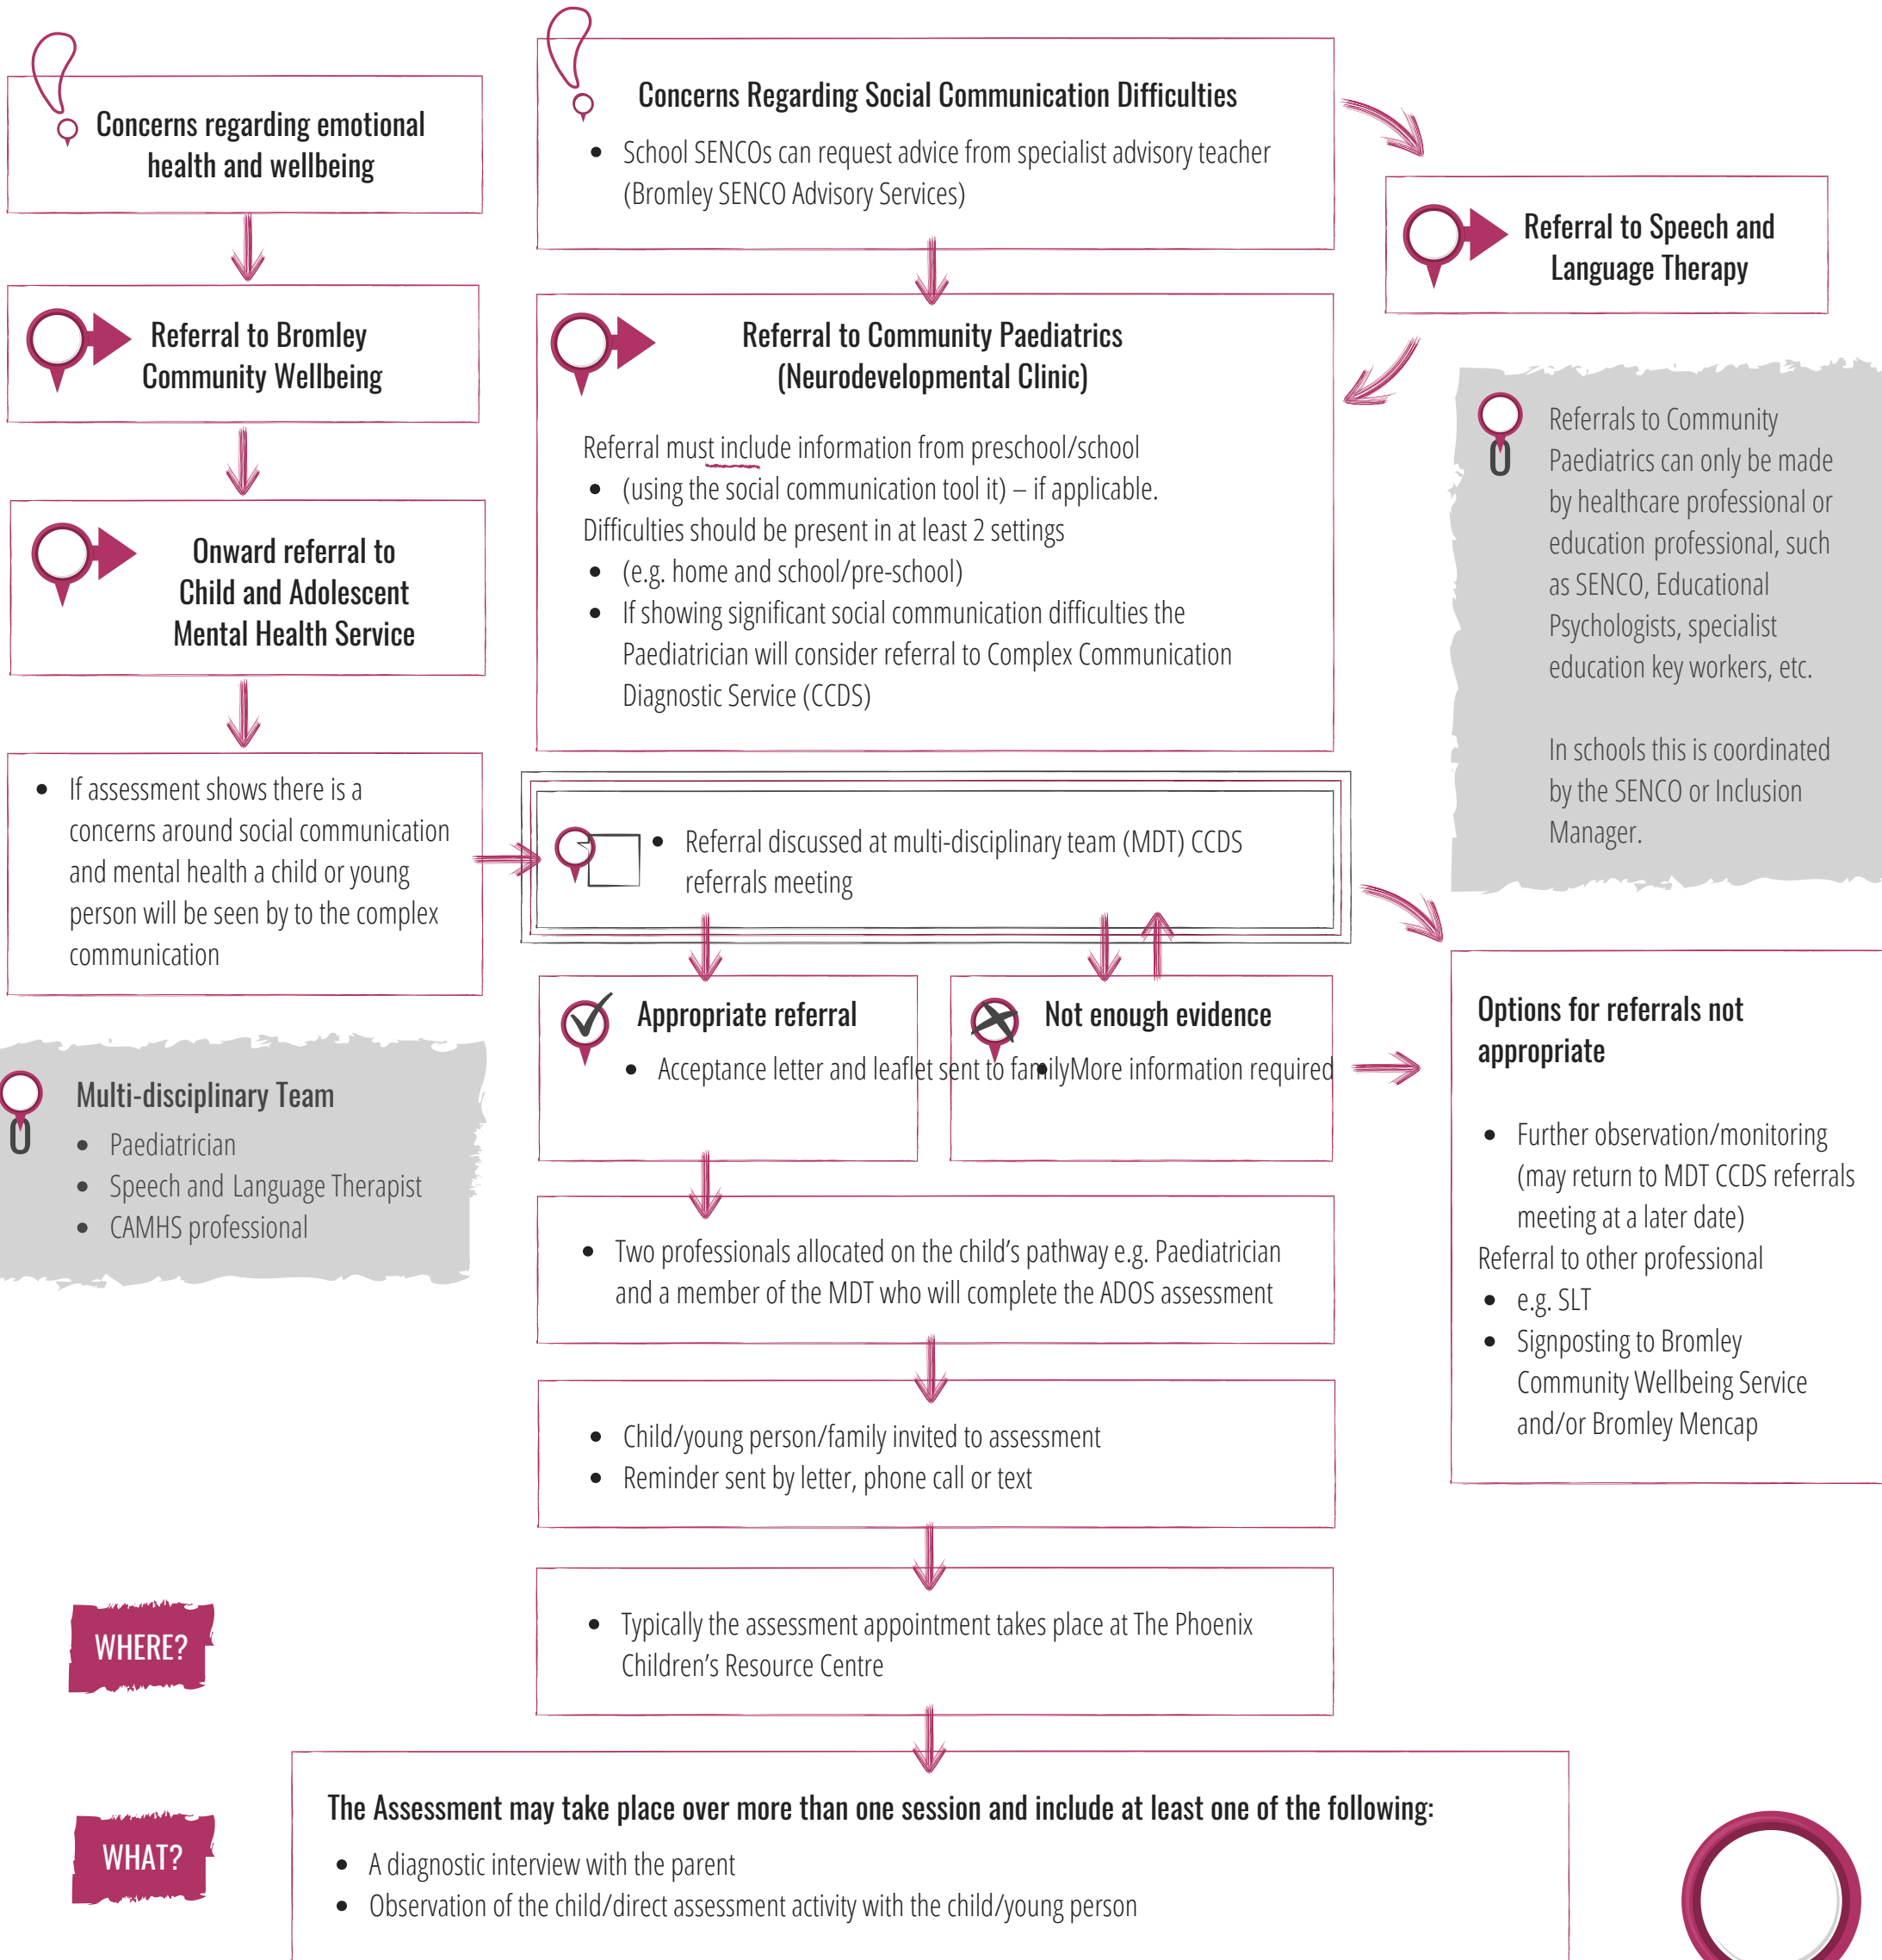 Concerns regarding emotional
health and wellbeing
Referral to Bromley
Community Wellbeing
Onward referral to
Child and Adolescent
Mental Health Service
If assessment shows there is a
concerns around social communication
and mental health a child or young
person will be seen by to the complex
communication
Multi-disciplinary Team
Paediatrician
Speech and Language Therapist
CAMHS professional
Concerns Regarding Social Communication Difficulties
School SENCOs can request advice from specialist advisory teacher
(Bromley SENCO Advisory Services)
Referral to Speech and
Language Therapy
Referral to Community Paediatrics
(Neurodevelopmental Clinic)
Referral must include information from preschool/school
(using the social communication tool it) – if applicable.
Difficulties should be present in at least 2 settings
(e.g. home and school/pre-school)
If showing significant social communication difficulties the
Paediatrician will consider referral to Complex Communication
Diagnostic Service (CCDS)
Referrals to Community
Paediatrics can only be made
by healthcare professional or
education professional, such
as SENCO, Educational
Psychologists, specialist
education key workers, etc.
In schools this is coordinated
by the SENCO or Inclusion
Manager.
Referral discussed at multi-disciplinary team (MDT) CCDS
referrals meeting
Appropriate referral
Acceptance letter and leaflet sent to family
Not enough evidence
More information required
Options for referrals not
appropriate
Further observation/monitoring
(may return to MDT CCDS referrals
meeting at a later date)
Referral to other professional
e.g. SLT
Signposting to Bromley
Community Wellbeing Service
and/or Bromley Mencap
Two professionals allocated on the child’s pathway e.g. Paediatrician
and a member of the MDT who will complete the ADOS assessment
Child/young person/family invited to assessment
Reminder sent by letter, phone call or text
WHERE?
Typically the assessment appointment takes place at The Phoenix
Children’s Resource Centre
WHAT?
The Assessment may take place over more than one session and include at least one of the following:
A diagnostic interview with the parent
Observation of the child/direct assessment activity with the child/young person